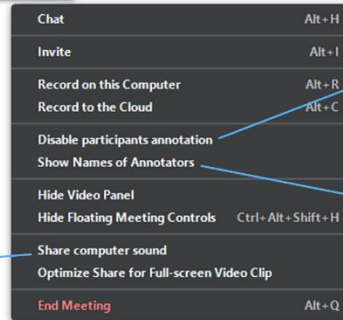 Chat Alt+H
Invite Alt+I
Record on this Computer Alt+R
Record to the Cloud Alt+C
Disable participants annotation
Show Names of Annotators
Hide Video Panel
Hide Floating Meeting Controls Ctrl+Alt+Shift+H
Share computer sound
Optimize Share for Full-screen Video Clip
End Meeting Alt+Q